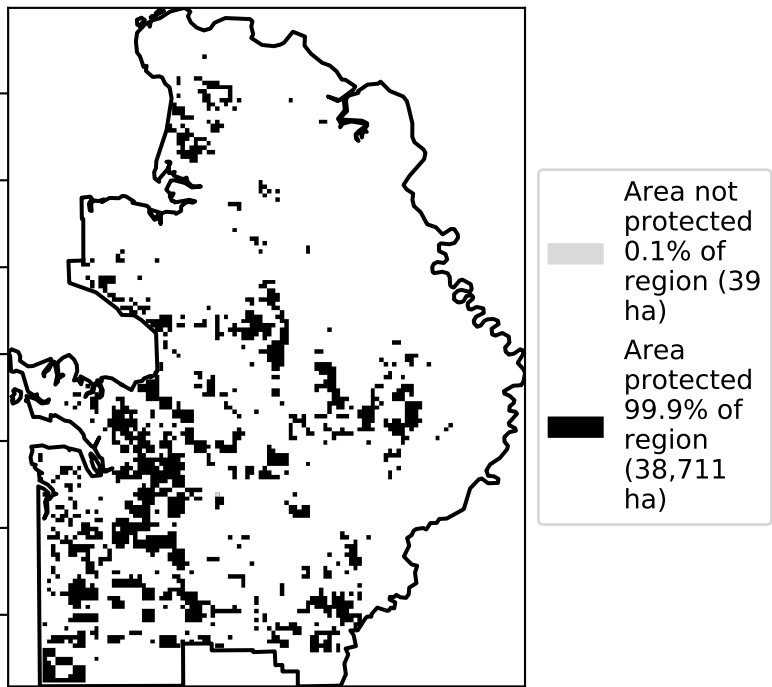 Area not
protected
0.1% of
region (39
ha)
Area
protected
99.9% of
region
(38,711
ha)